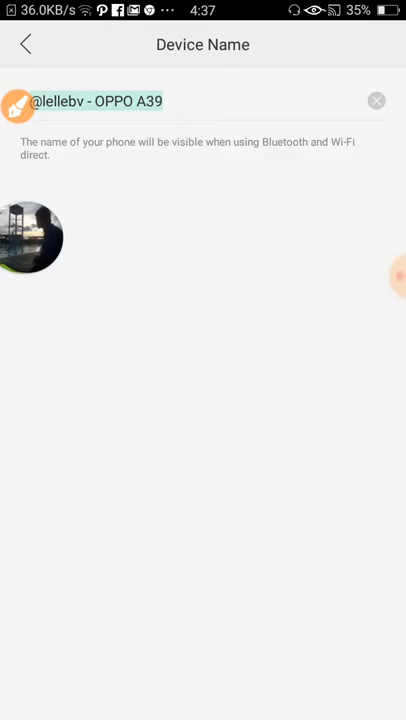 36.0KB/s 4:37 35%
Device Name
@lellebv - OPPO A39
The name of your phone will be visible when using Bluetooth and Wi-Fi
direct.